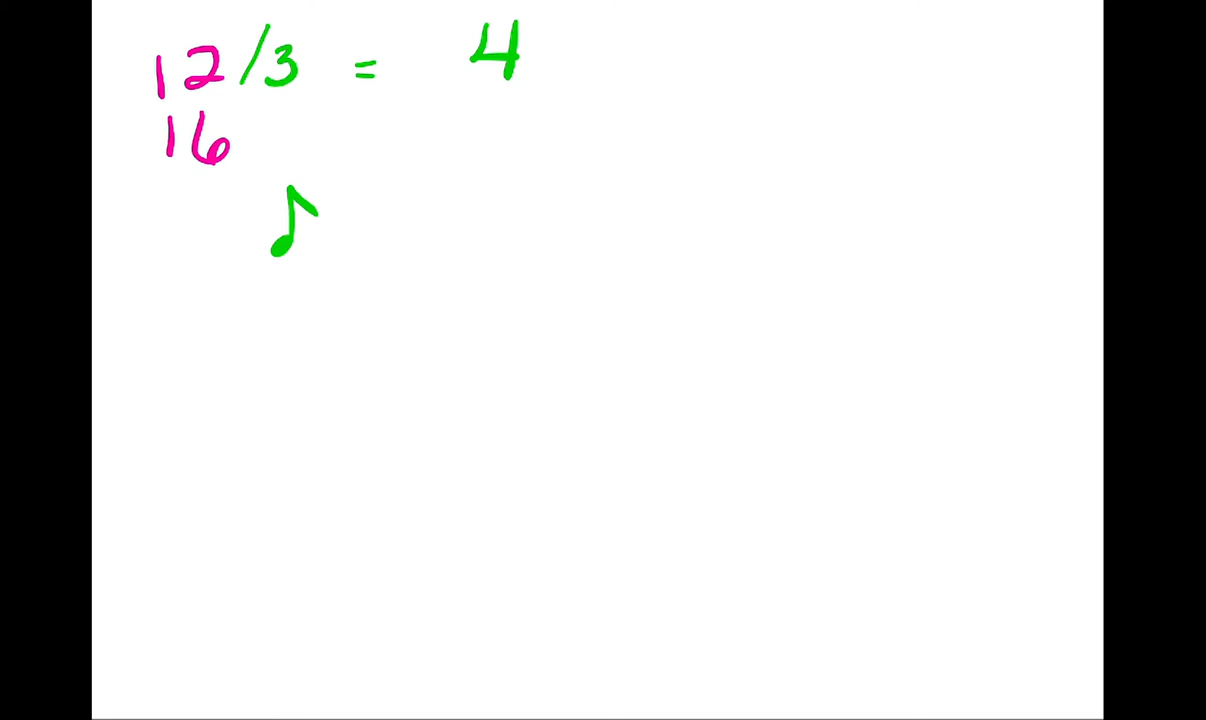 12/3 = 4
16
♪